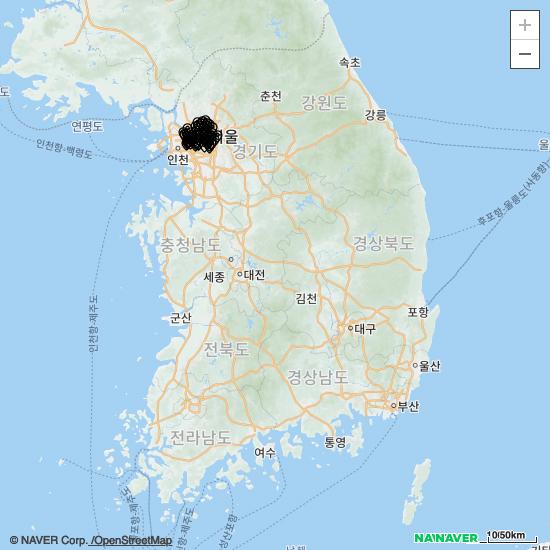 +
−
속초
춘천
강원도
강릉
도
연평도
인천항-백령도
울
인천
경기도
울
후포항-울릉도(사동항)
충청남도
경상북도
세종
대전
김천
인천항-제주도
군산
포항
대구
전북도
울산
경상남도
부산
전라남도
통영
여수
© NAVER Corp. /OpenStreetMap
NAVER
10/50km